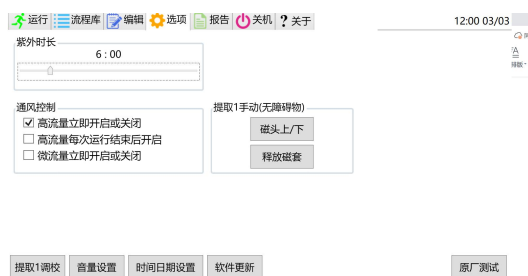 运行 流程库 编辑 选项 报告 关机 ? 关于 12:00 03/03
紫外时长
6 : 00
通风控制
高流量立即开启或关闭
高流量每次运行结束后开启
微流量立即开启或关闭
提取1手动(无障碍物)
磁头上/下
释放磁套
提取1调校 音量设置 时间日期设置 软件更新 原厂测试
A
排版